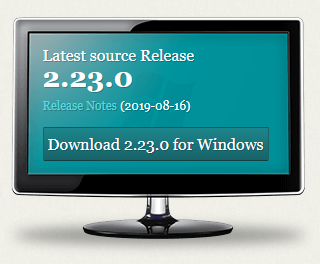 Latest source Release
2.23.0
Release Notes (2019-08-16)
Download 2.23.0 for Windows